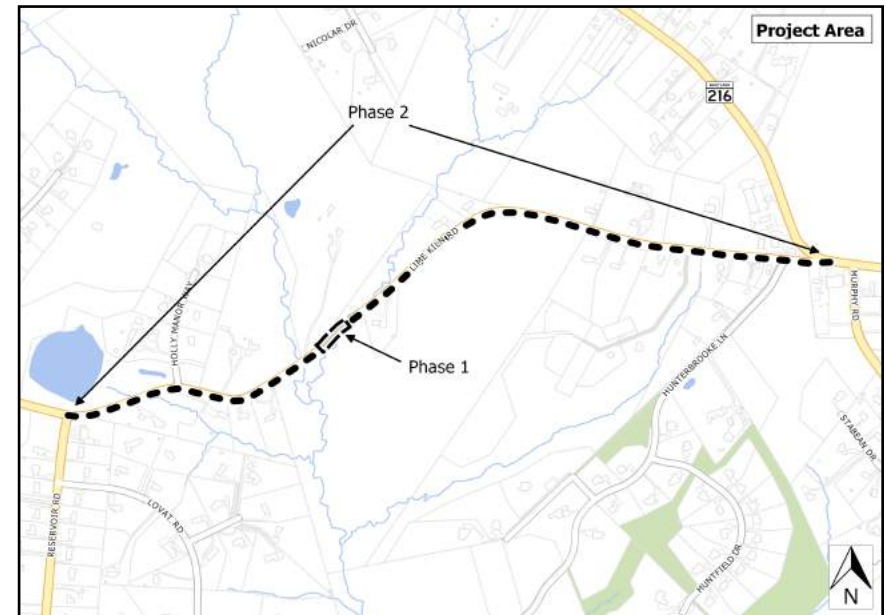 Project Area
NICOLAR DR
MARYLAND
216
Phase 2
LIME KILN RD
HOLLY MANOR WAY
MURPHY RD
Phase 1
HUNTERBROOKE LN
STABEAN DR
RESERVOIR RD
LOVAT RD
HUNTFIELD DR
N